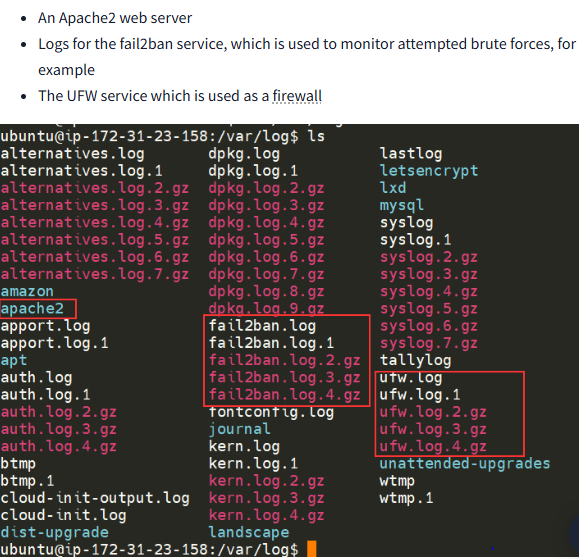 An Apache2 web server
Logs for the fail2ban service, which is used to monitor attempted brute forces, for
example
The UFW service which is used as a firewall
ubuntu@ip-172-31-23-158:/var/log$ ls
alternatives.log dpkg.log lastlog
alternatives.log.1 dpkg.log.1 letsencrypt
alternatives.log.2.gz dpkg.log.2.gz lxd
alternatives.log.3.gz dpkg.log.3.gz mysql
alternatives.log.4.gz dpkg.log.4.gz syslog
alternatives.log.5.gz dpkg.log.5.gz syslog.1
alternatives.log.6.gz dpkg.log.6.gz syslog.2.gz
alternatives.log.7.gz dpkg.log.7.gz syslog.3.gz
amazon dpkg.log.8.gz syslog.4.gz
apache2 dpkg.log.9.gz syslog.5.gz
apport.log fail2ban.log syslog.6.gz
apport.log.1 fail2ban.log.1 syslog.7.gz
apt fail2ban.log.2.gz tallylog
auth.log fail2ban.log.3.gz ufw.log
auth.log.1 fail2ban.log.4.gz ufw.log.1
auth.log.2.gz fontconfig.log ufw.log.2.gz
auth.log.3.gz journal ufw.log.3.gz
auth.log.4.gz kern.log ufw.log.4.gz
btmp kern.log.1 unattended-upgrades
btmp.1 kern.log.2.gz wtmp
cloud-init-output.log kern.log.3.gz wtmp.1
cloud-init.log kern.log.4.gz
dist-upgrade landscape
ubuntu@ip-172-31-23-158:/var/log$